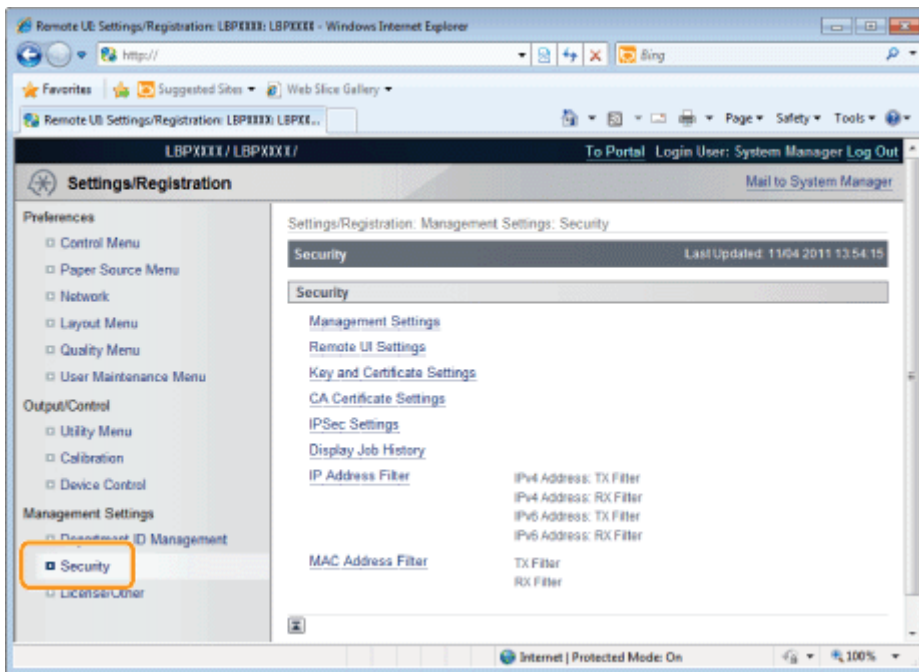 Remote UI: Settings/Registration: LBPXXXX: LBPXXXX - Windows Internet Explorer
http://
Bing
Favorites
Suggested Sites
Web Slice Gallery
Remote UI: Settings/Registration: LBPXXXX: LBPXX...
Page Safety Tools
LBPXXXX / LBPXXXX /
To Portal Login User: System Manager Log Out
Settings/Registration
Mail to System Manager
Preferences
Control Menu
Paper Source Menu
Network
Layout Menu
Quality Menu
User Maintenance Menu
Output/Control
Utility Menu
Calibration
Device Control
Management Settings
Department ID Management
Security
License/Other
Settings/Registration: Management Settings: Security
Security
Last Updated: 11/04 2011 13:54:15
Security
Management Settings
Remote UI Settings
Key and Certificate Settings
CA Certificate Settings
IPSec Settings
Display Job History
IP Address Filter
IPv4 Address: TX Filter
IPv4 Address: RX Filter
IPv6 Address: TX Filter
IPv6 Address: RX Filter
MAC Address Filter
TX Filter
RX Filter
Internet | Protected Mode: On
100%